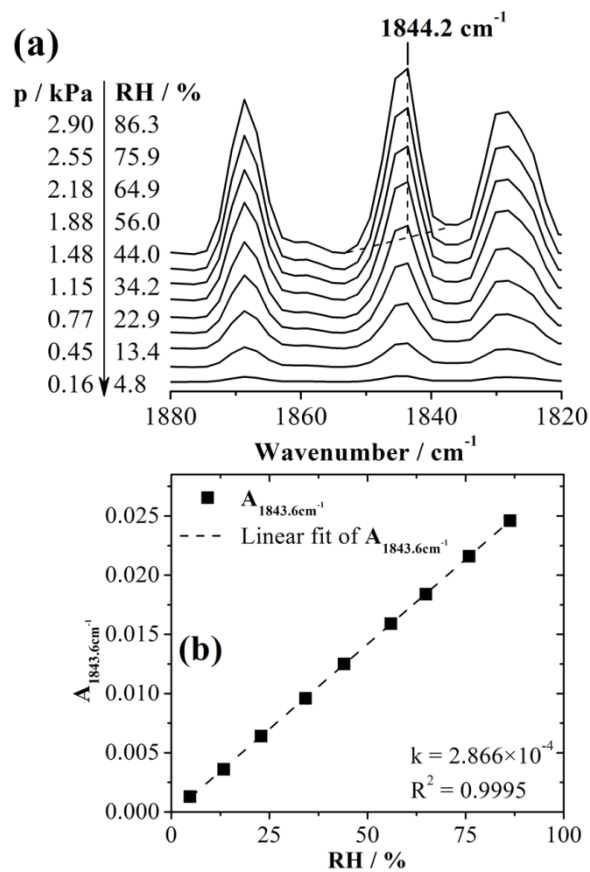 (a)
1844.2 cm⁻¹
p / kPa RH / %
2.90 86.3
2.55 75.9
2.18 64.9
1.88 56.0
1.48 44.0
1.15 34.2
0.77 22.9
0.45 13.4
0.16 4.8
1880 1860 1840 1820
Wavenumber / cm⁻¹
A1843.6cm⁻¹
Linear fit of A1843.6cm⁻¹
0.025
0.020
0.015
0.010
0.005
0.000
A1843.6cm⁻¹
(b)
k = 2.866×10⁻⁴
R² = 0.9995
0 25 50 75 100
RH / %